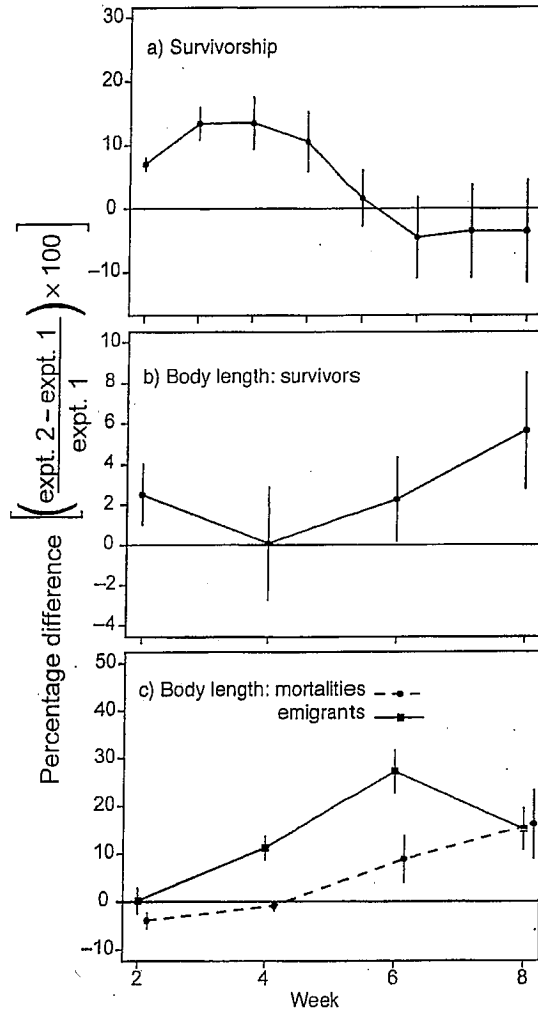 30
a) Survivorship
20
10
0
−10
10
b) Body length: survivors
8
6
4
2
0
−2
−4
50
c) Body length: mortalities
emigrants
40
30
20
10
0
−10
2 4 6 8
Week
Percentage difference [(expt. 2 – expt. 1 / expt. 1) × 100]